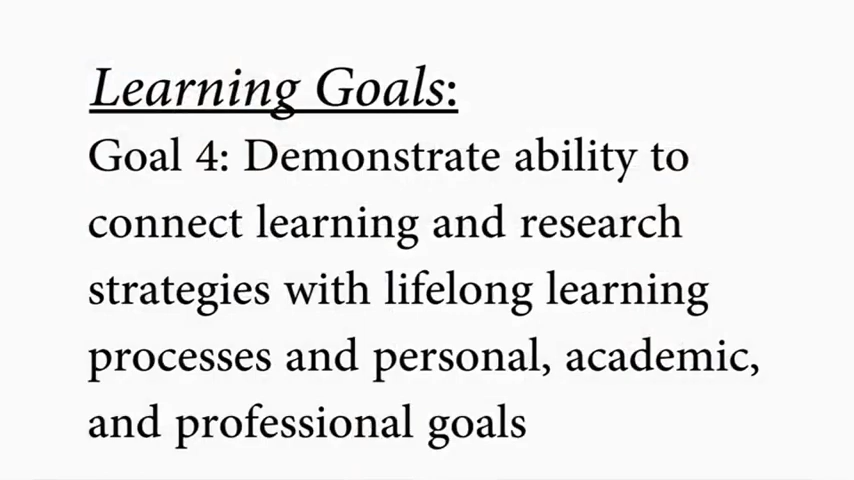 Learning Goals:
Goal 4: Demonstrate ability to
connect learning and research
strategies with lifelong learning
processes and personal, academic,
and professional goals